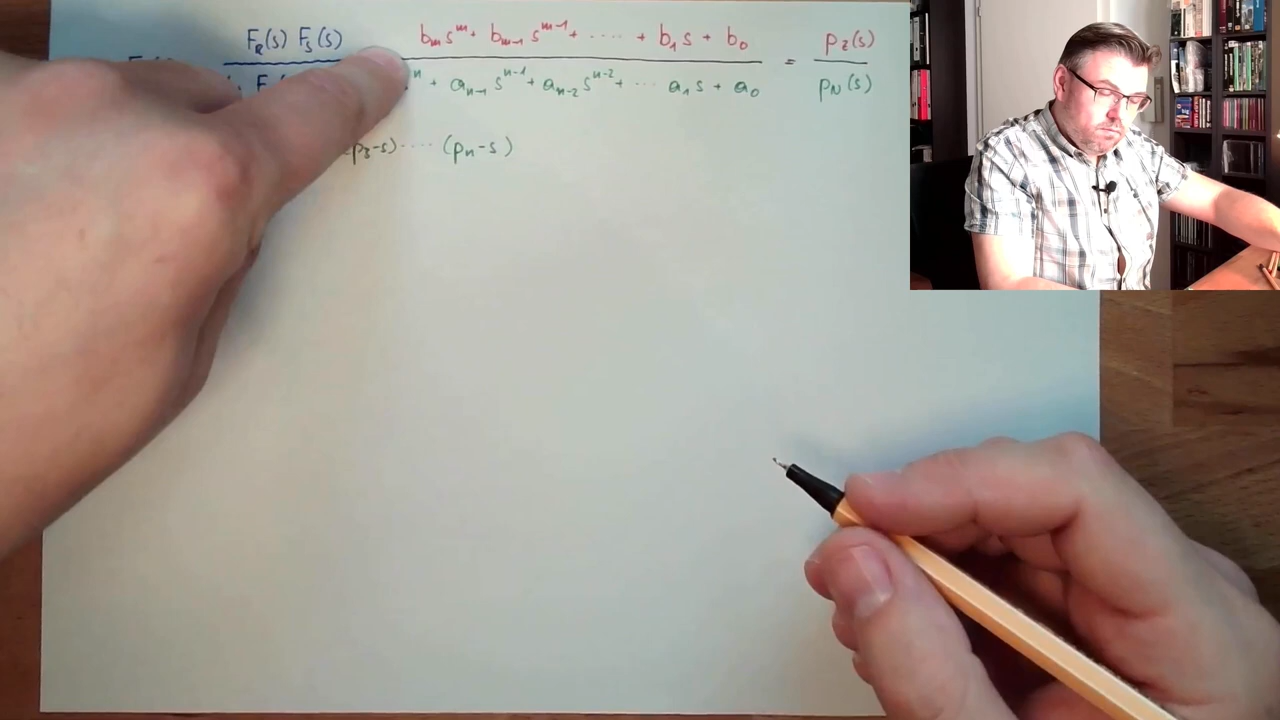 F_R(s) F_S(s) b_m s^m + b_{m-1} s^{m-1} + ···· + b_1 s + b_0 = p_Z(s)
n + a_{n-1} s^{n-1} + a_{n-2} s^{n-2} + ··· a_1 s + a_0 p_N(s)
p_3-s) ···· (p_n-s)